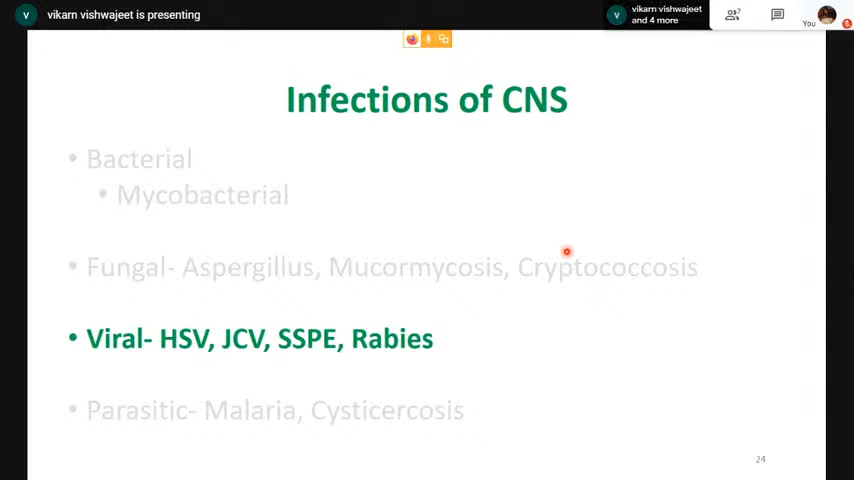 v vikarn vishwajeet is presenting
v vikarn vishwajeet
and 4 more
7
You
Infections of CNS
• Bacterial
• Mycobacterial
• Fungal- Aspergillus, Mucormycosis, Cryptococcosis
• Viral- HSV, JCV, SSPE, Rabies
• Parasitic- Malaria, Cysticercosis
24